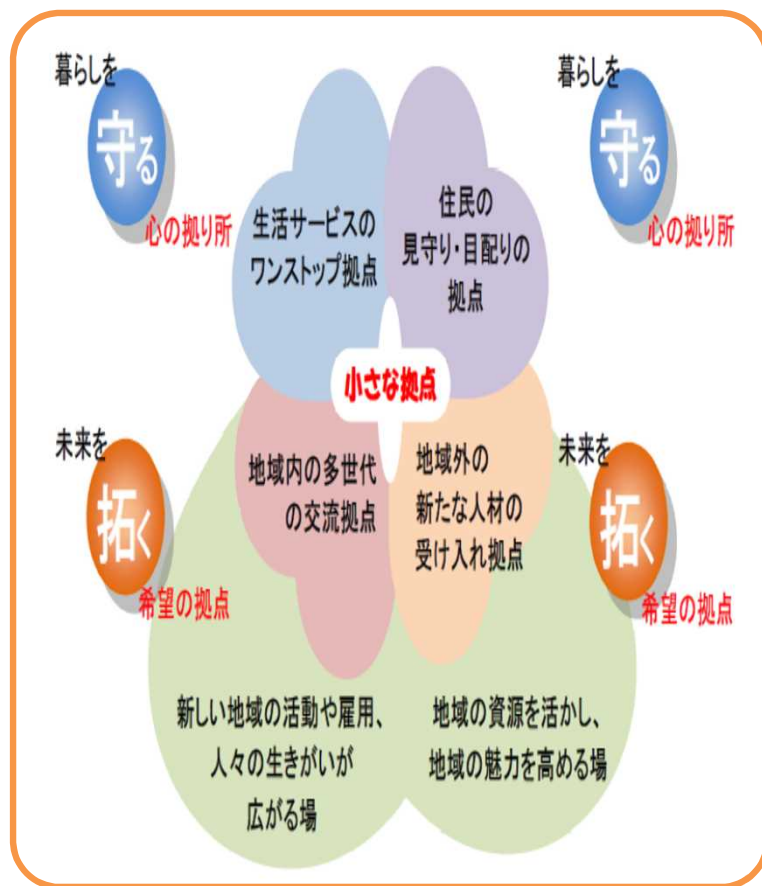 暮らしを
守る
心の拠り所
生活サービスの
ワンストップ拠点
住民の
見守り・目配りの
拠点
暮らしを
守る
心の拠り所
小さな拠点
未来を
拓く
希望の拠点
地域内の多世代
の交流拠点
地域外の
新たな人材の
受け入れ拠点
未来を
拓く
希望の拠点
新しい地域の活動や雇用、
人々の生きがいが
広がる場
地域の資源を活かし、
地域の魅力を高める場